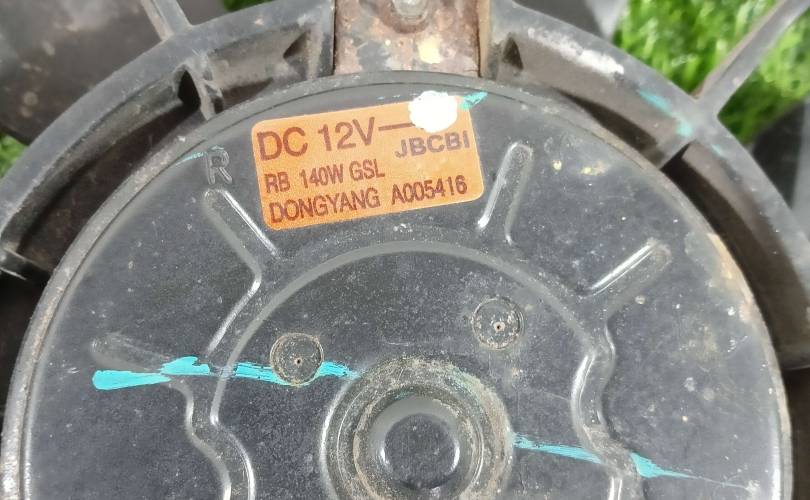 DC 12V—
JBCBI
R
RB 140W GSL
DONGYANG A005416